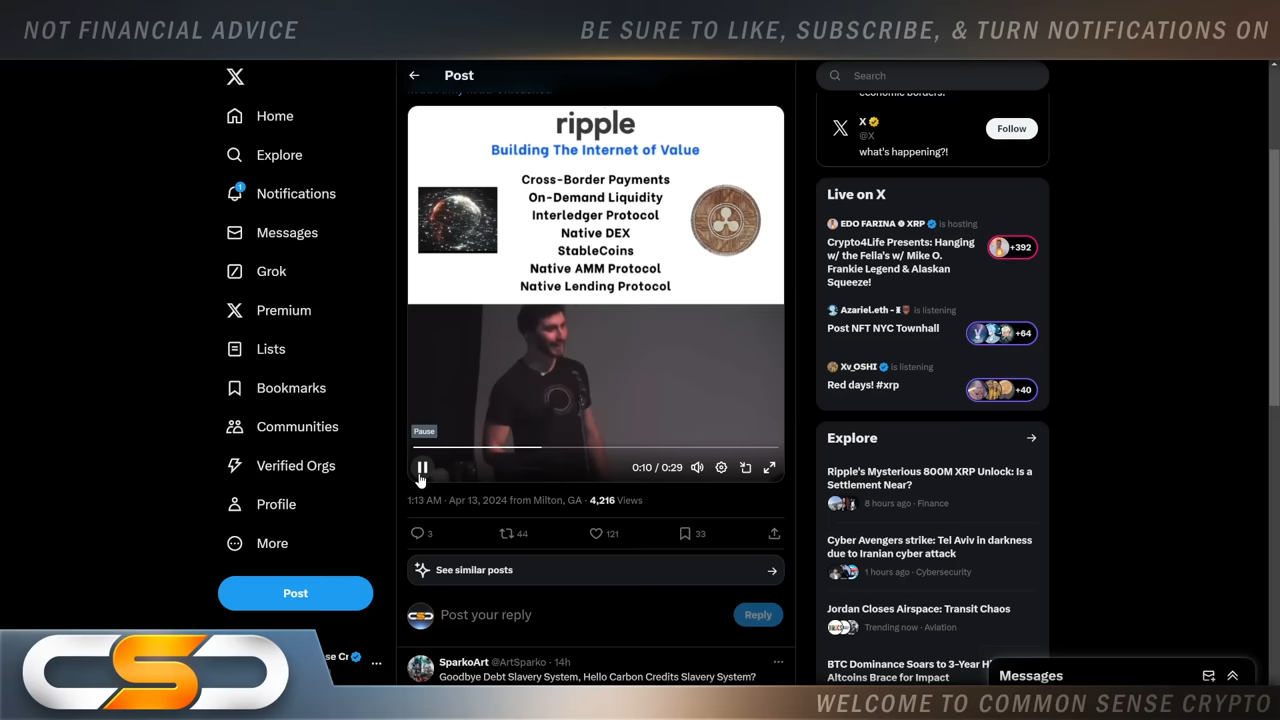 NOT FINANCIAL ADVICE
BE SURE TO LIKE, SUBSCRIBE, & TURN NOTIFICATIONS ON
Home
Explore
Notifications
1
Messages
Grok
Premium
Lists
Bookmarks
Communities
Verified Orgs
Profile
More
Post
Post
ripple
Building The Internet of Value
Cross-Border Payments
On-Demand Liquidity
Interledger Protocol
Native DEX
StableCoins
Native AMM Protocol
Native Lending Protocol
Pause
0:10 / 0:29
1:13 AM · Apr 13, 2024 from Milton, GA · 4,216 Views
3
44
121
33
See similar posts
Post your reply
Reply
SparkoArt @ArtSparko · 14h
Goodbye Debt Slavery System, Hello Carbon Credits Slavery System?
Search
economic borders.
X
@X
Follow
what's happening?!
Live on X
EDO FARINA XRP is hosting
Crypto4Life Presents: Hanging
w/ the Fella's w/ Mike O.
Frankie Legend & Alaskan
Squeeze!
+392
Azariel.eth - is listening
Post NFT NYC Townhall
+64
Xv_OSHI is listening
Red days! #xrp
+40
Explore
Ripple's Mysterious 800M XRP Unlock: Is a
Settlement Near?
8 hours ago · Finance
Cyber Avengers strike: Tel Aviv in darkness
due to Iranian cyber attack
1 hours ago · Cybersecurity
Jordan Closes Airspace: Transit Chaos
Trending now · Aviation
BTC Dominance Soars to 3-Year
Altcoins Brace for Impact
Messages
CSC
WELCOME TO COMMON SENSE CRYPTO